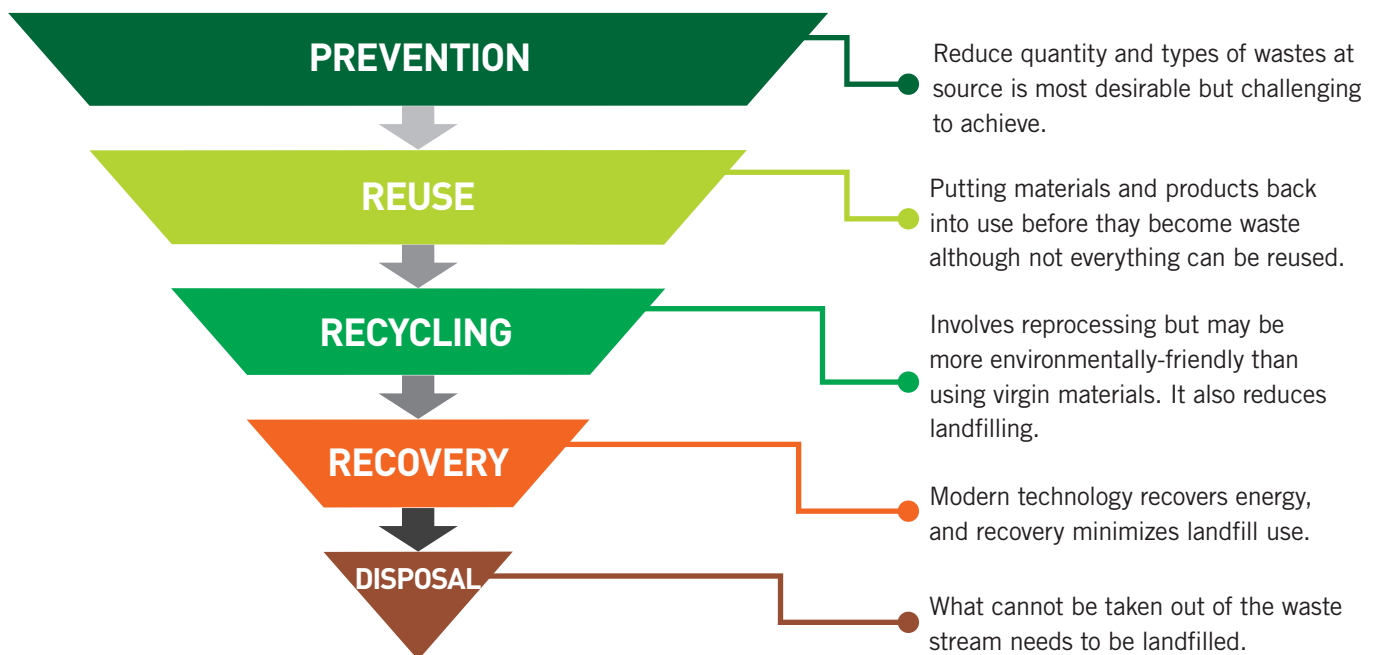 PREVENTION
Reduce quantity and types of wastes at
source is most desirable but challenging
to achieve.
REUSE
Putting materials and products back
into use before thay become waste
although not everything can be reused.
RECYCLING
Involves reprocessing but may be
more environmentally-friendly than
using virgin materials. It also reduces
landfilling.
RECOVERY
Modern technology recovers energy,
and recovery minimizes landfill use.
DISPOSAL
What cannot be taken out of the waste
stream needs to be landfilled.